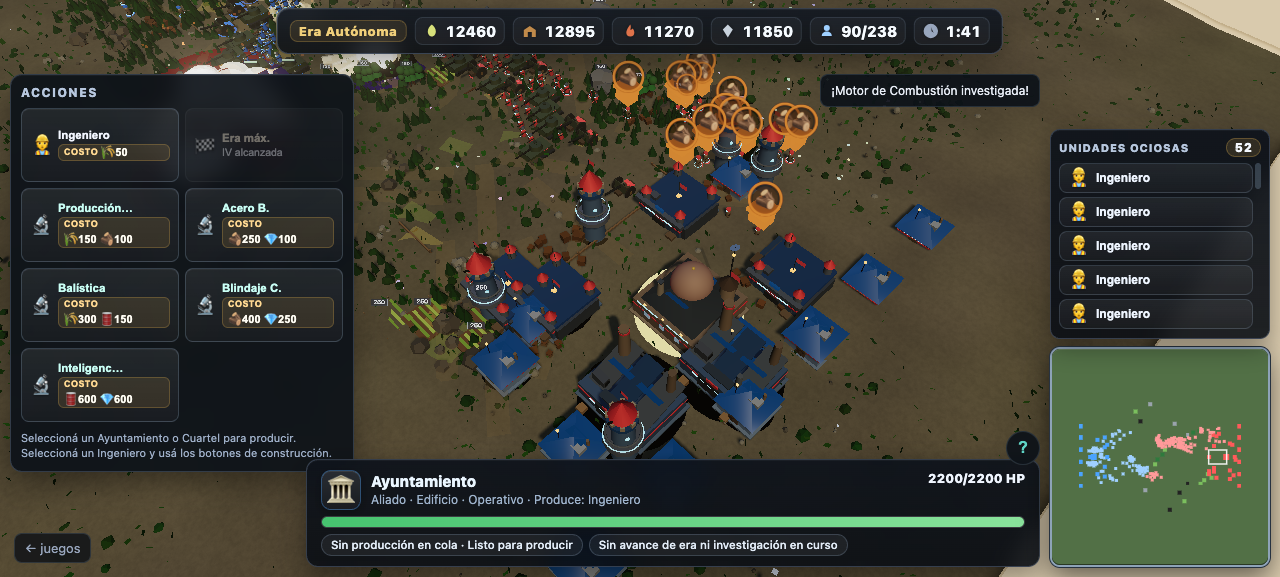 Era Autónoma 12460 12895 11270 11850 90/238 1:41
ACCIONES
Ingeniero
COSTO 50
Era máx.
IV alcanzada
Producción...
COSTO
150 100
Acero B.
COSTO
250 100
Balística
COSTO
300 150
Blindaje C.
COSTO
400 250
Inteligenc...
COSTO
600 600
Seleccioná un Ayuntamiento o Cuartel para producir.
Seleccioná un Ingeniero y usá los botones de construcción.
¡Motor de Combustión investigada!
UNIDADES OCIOSAS 52
Ingeniero
Ingeniero
Ingeniero
Ingeniero
Ingeniero
250
250
250
?
Ayuntamiento
2200/2200 HP
Aliado · Edificio · Operativo · Produce: Ingeniero
Sin producción en cola · Listo para producir
Sin avance de era ni investigación en curso
← juegos